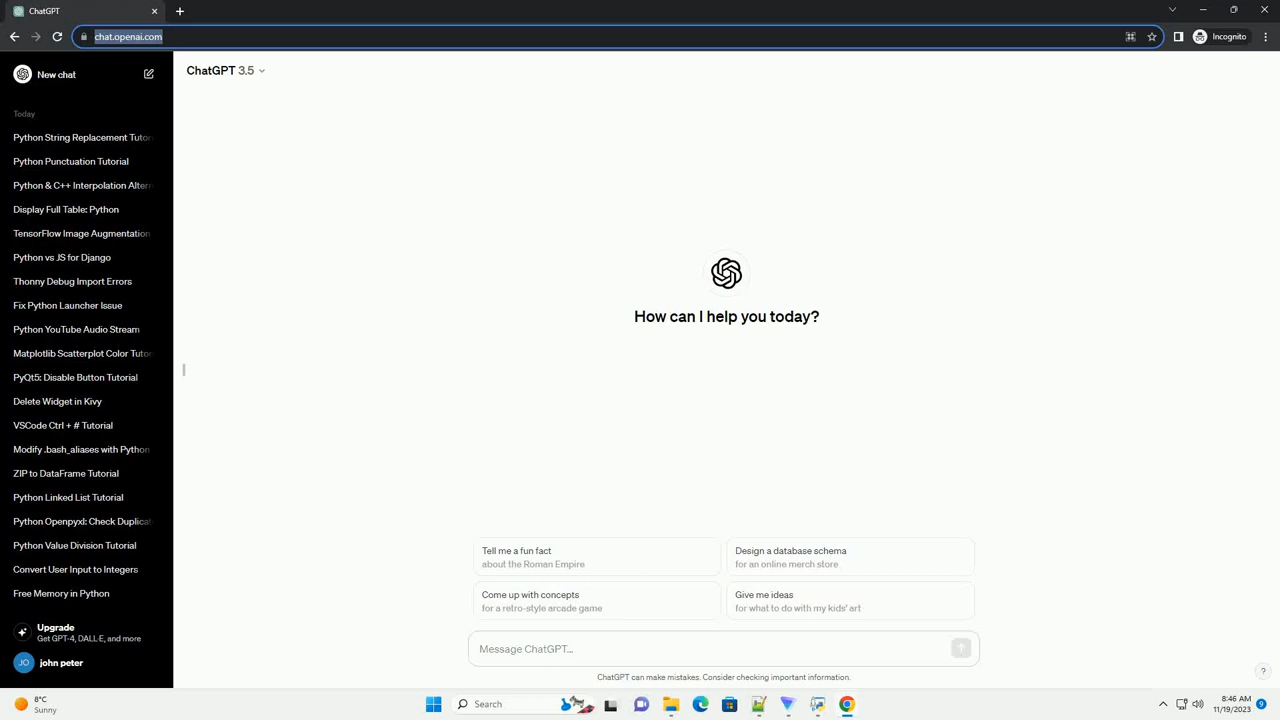 ChatGPT
chat.openai.com
Incognito
New chat
ChatGPT 3.5
Today
Python String Replacement Tutor
Python Punctuation Tutorial
Python & C++ Interpolation Altern
Display Full Table: Python
TensorFlow Image Augmentation
Python vs JS for Django
Thonny Debug Import Errors
Fix Python Launcher Issue
Python YouTube Audio Stream
Matplotlib Scatterplot Color Tutor
PyQt5: Disable Button Tutorial
Delete Widget in Kivy
VSCode Ctrl + # Tutorial
Modify .bash_aliases with Python
ZIP to DataFrame Tutorial
Python Linked List Tutorial
Python Openpyxl: Check Duplicat
Python Value Division Tutorial
Convert User Input to Integers
Free Memory in Python
Upgrade
Get GPT-4, DALL·E, and more
JO
john peter
How can I help you today?
Tell me a fun fact
about the Roman Empire
Design a database schema
for an online merch store
Come up with concepts
for a retro-style arcade game
Give me ideas
for what to do with my kids' art
Message ChatGPT...
ChatGPT can make mistakes. Consider checking important information.
?
8°C
Sunny
Search
8:46 AM
11/19/2023
9